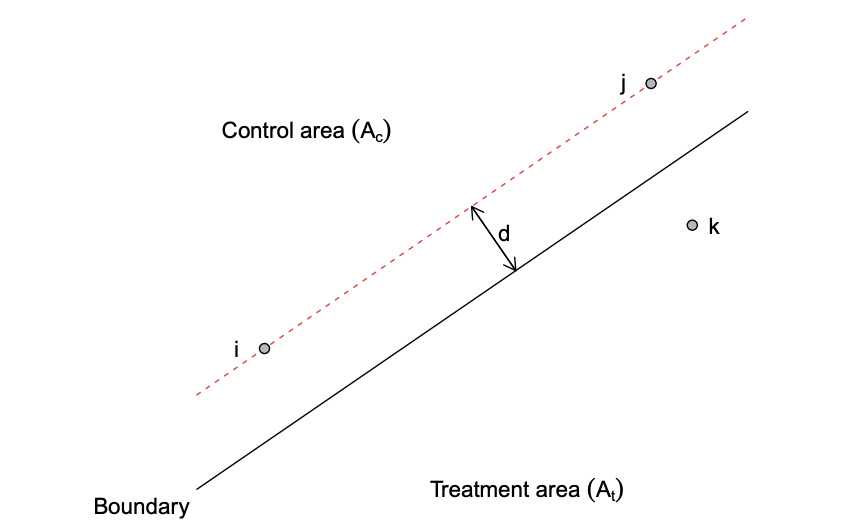 j
Control area (Ac)
d
k
i
Treatment area (At)
Boundary